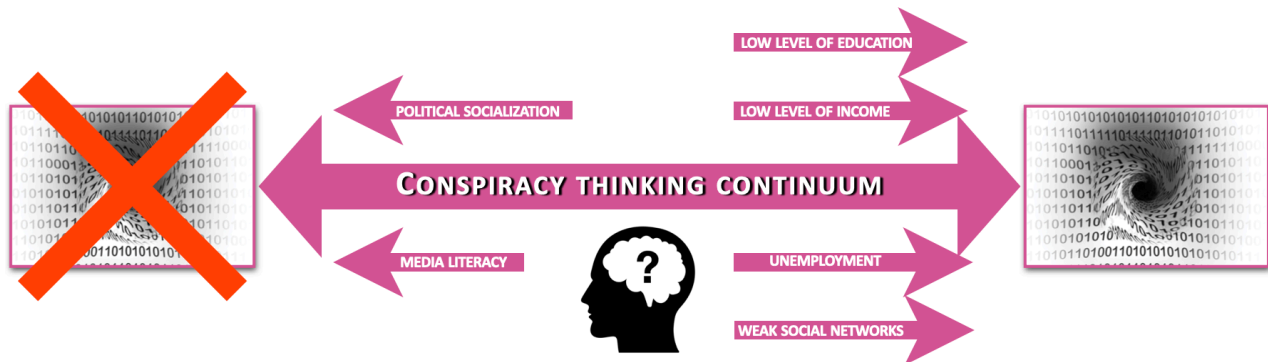 LOW LEVEL OF EDUCATION
POLITICAL SOCIALIZATION
LOW LEVEL OF INCOME
CONSPIRACY THINKING CONTINUUM
MEDIA LITERACY
?
UNEMPLOYMENT
WEAK SOCIAL NETWORKS